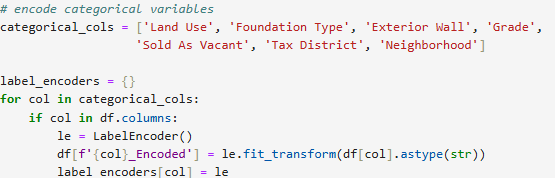 # encode categorical variables
categorical_cols = ['Land Use', 'Foundation Type', 'Exterior Wall', 'Grade',
                    'Sold As Vacant', 'Tax District', 'Neighborhood']

label_encoders = {}
for col in categorical_cols:
    if col in df.columns:
        le = LabelEncoder()
        df[f'{col}_Encoded'] = le.fit_transform(df[col].astype(str))
        label_encoders[col] = le